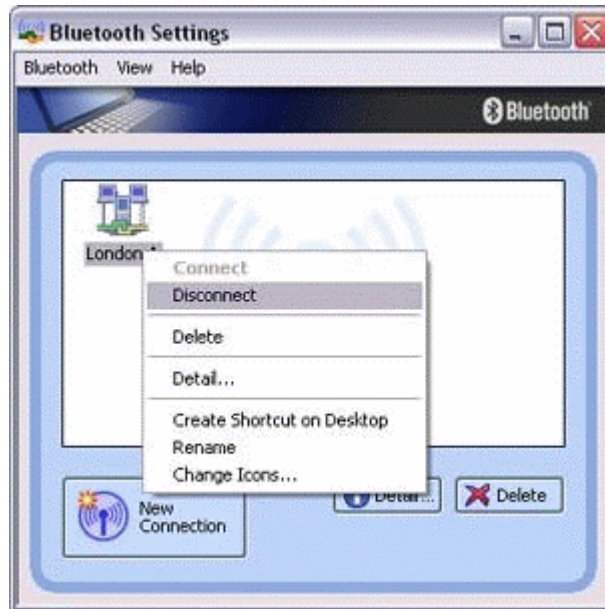 Bluetooth Settings
Bluetooth View Help
Bluetooth
London
Connect
Disconnect
Delete
Detail...
Create Shortcut on Desktop
Rename
Change Icons...
New
Connection
Detail...
Delete